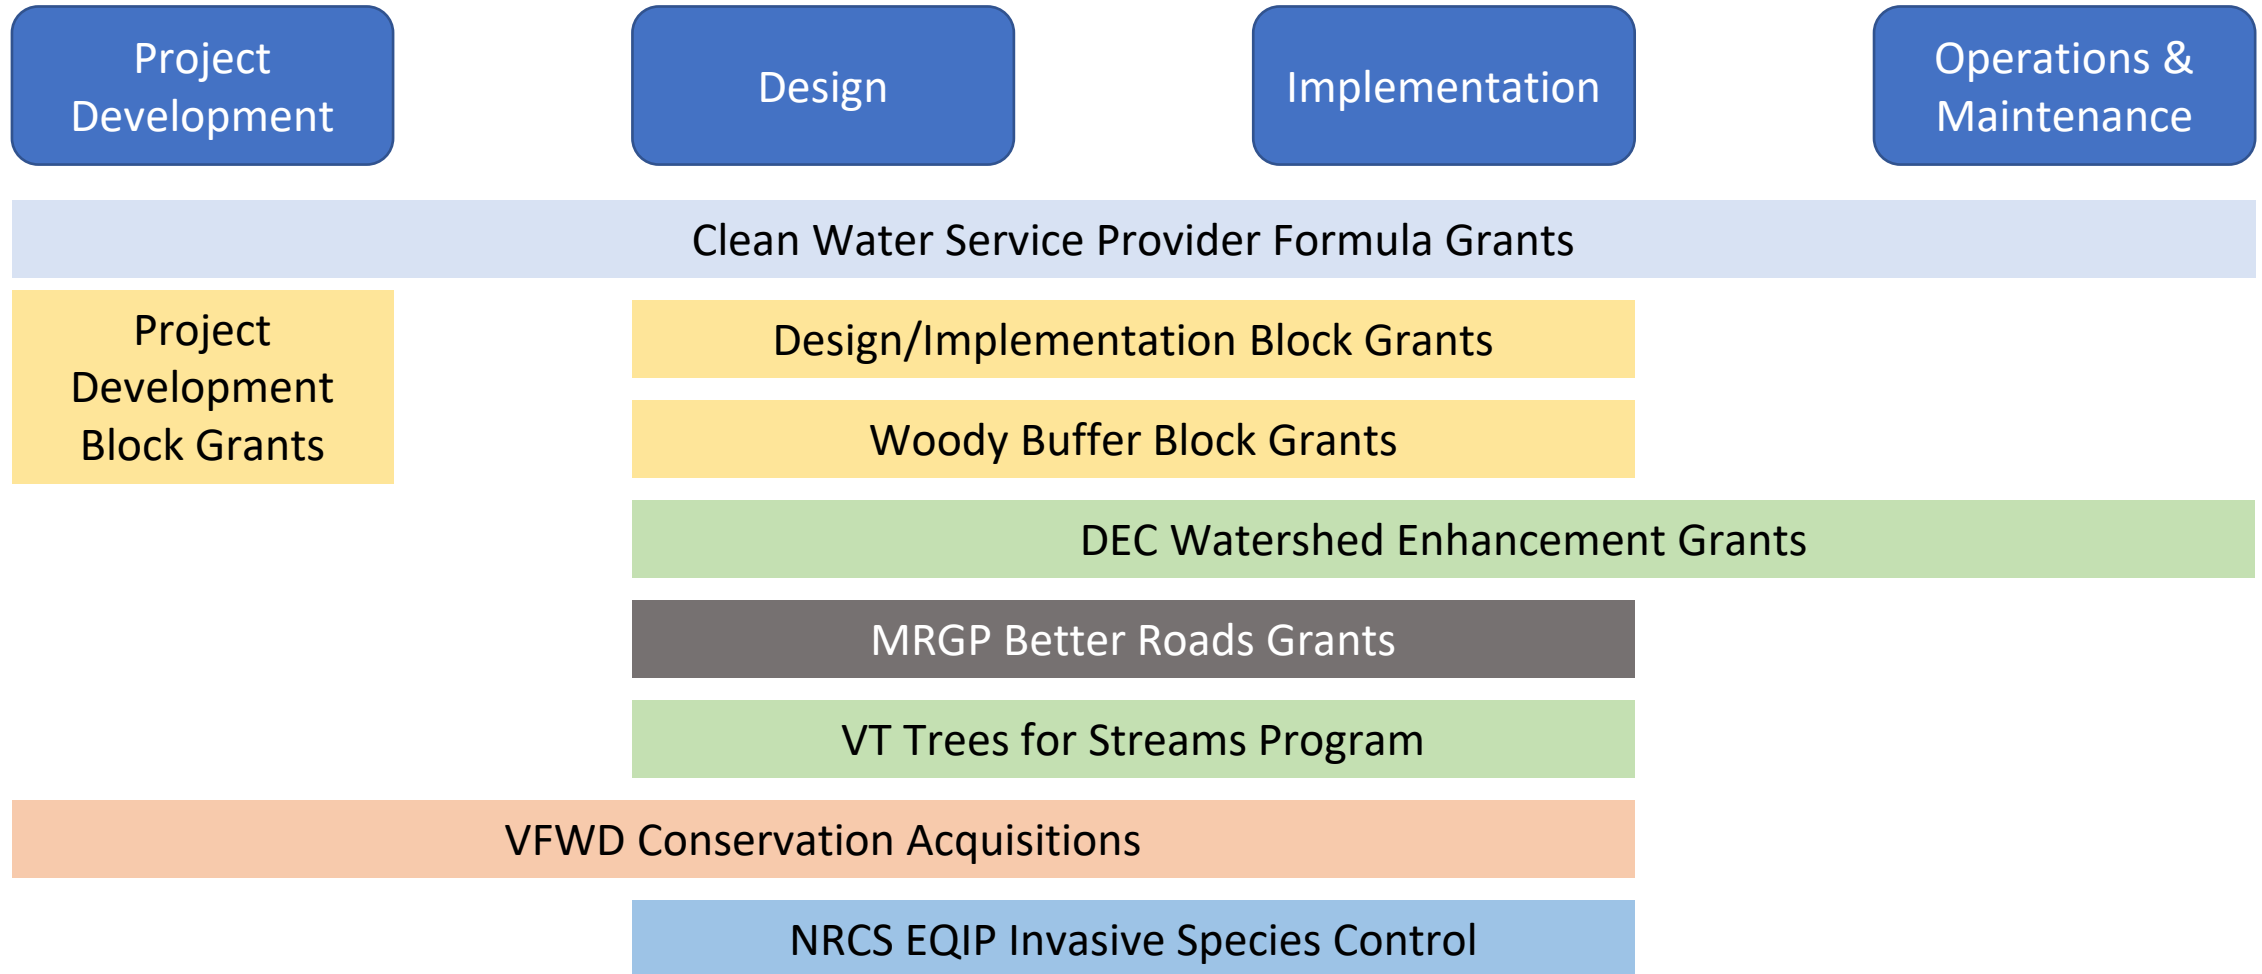 Project
Development
Design
Implementation
Operations &
Maintenance
Clean Water Service Provider Formula Grants
Project
Development
Block Grants
Design/Implementation Block Grants
Woody Buffer Block Grants
DEC Watershed Enhancement Grants
MRGP Better Roads Grants
VT Trees for Streams Program
VFWD Conservation Acquisitions
NRCS EQIP Invasive Species Control